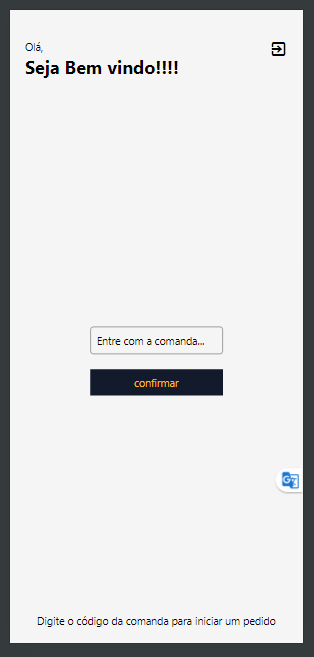 Olá,
Seja Bem vindo!!!!
Entre com a comanda...
confirmar
G
Digite o código da comanda para iniciar um pedido